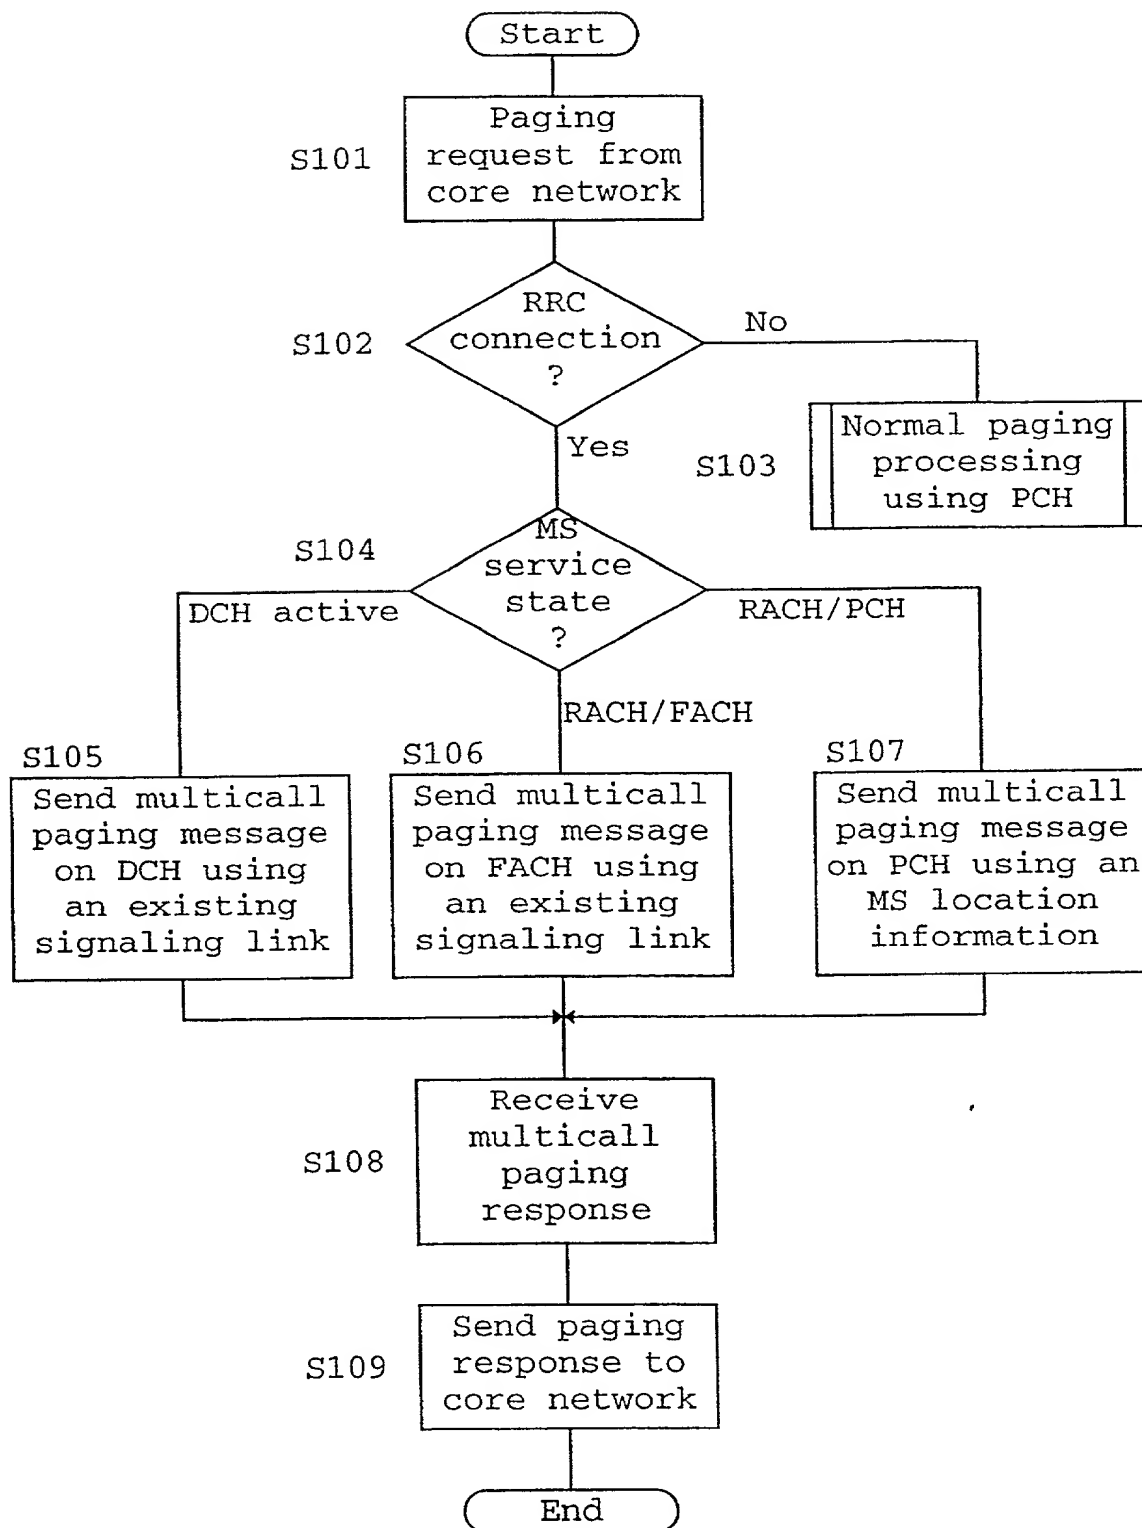 Start
S101
Paging
request from
core network
S102
RRC
connection
?
No
Yes
S103
Normal paging
processing
using PCH
S104
MS
service
state
?
DCH active
RACH/PCH
RACH/FACH
S105
Send multicall
paging message
on DCH using
an existing
signaling link
S106
Send multicall
paging message
on FACH using
an existing
signaling link
S107
Send multicall
paging message
on PCH using an
MS location
information
S108
Receive
multicall
paging
response
S109
Send paging
response to
core network
End